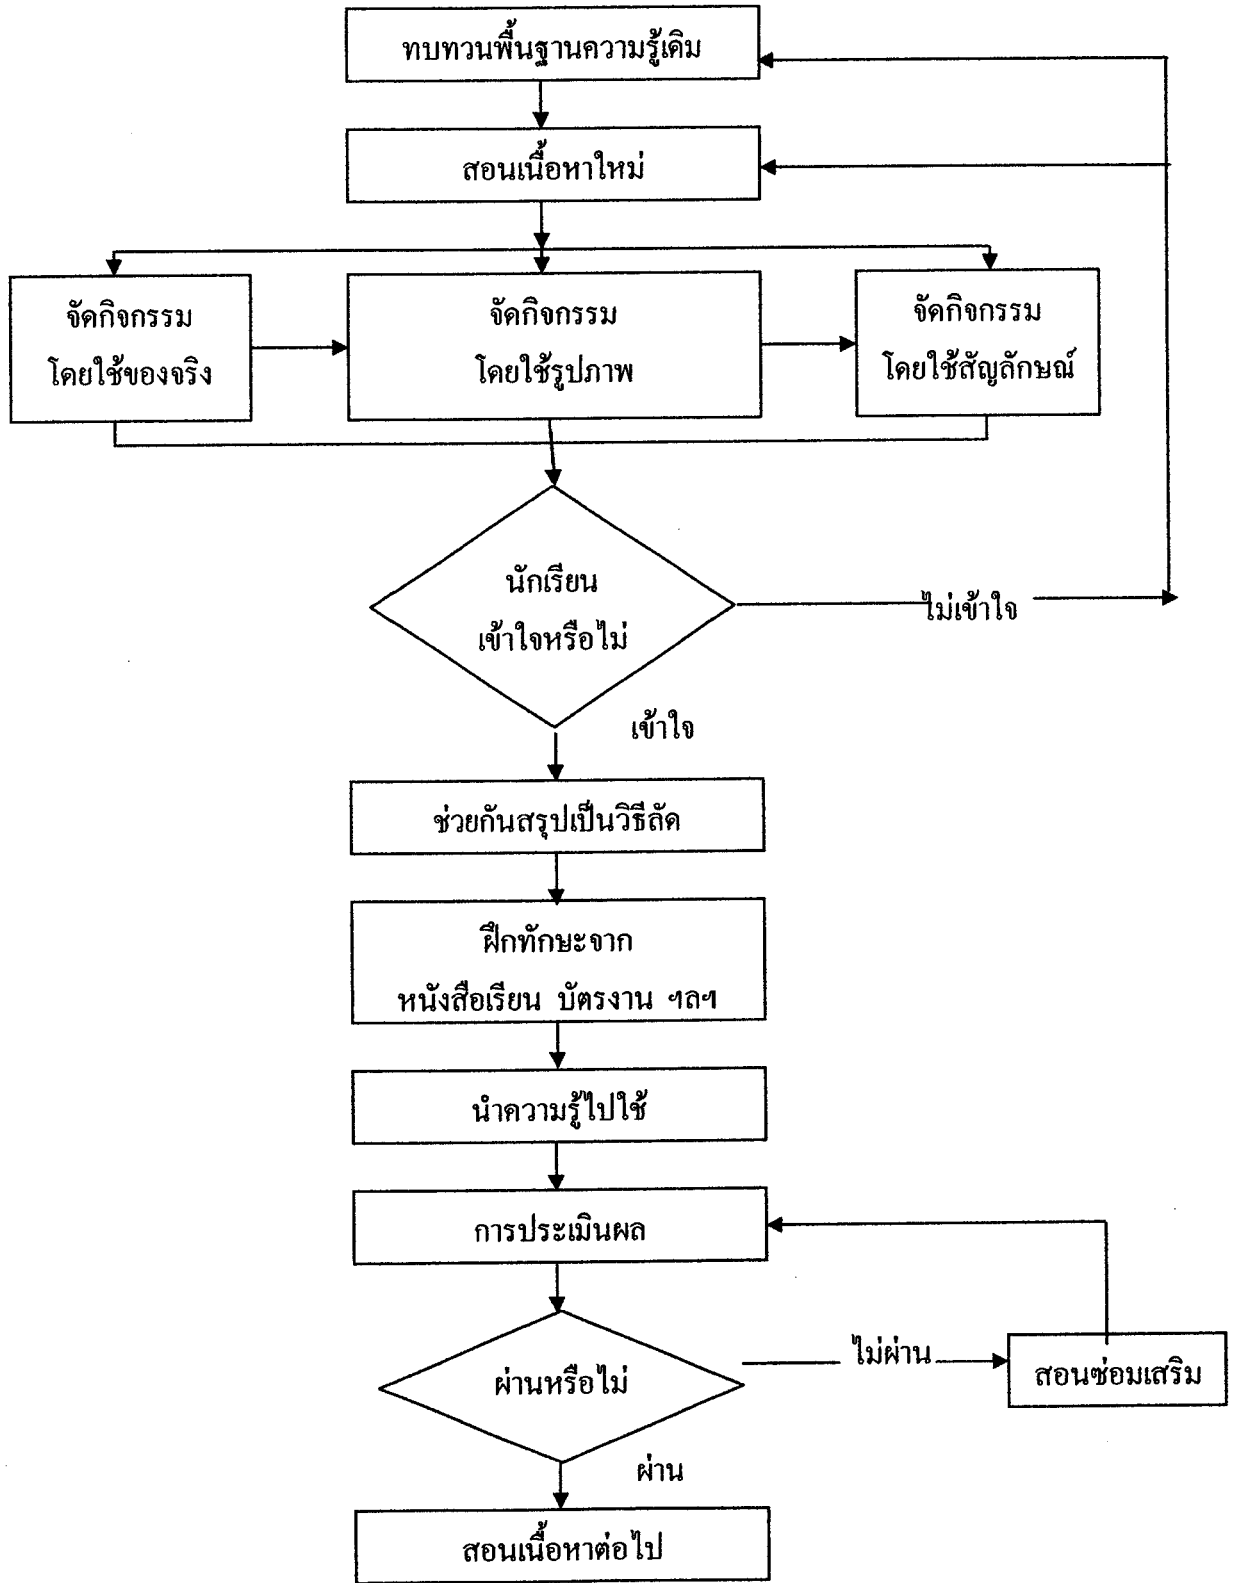 ทบทวนพื้นฐานความรู้เดิม
สอนเนื้อหาใหม่
จัดกิจกรรม
โดยใช้ของจริง
จัดกิจกรรม
โดยใช้รูปภาพ
จัดกิจกรรม
โดยใช้สัญลักษณ์
นักเรียน
เข้าใจหรือไม่
ไม่เข้าใจ
เข้าใจ
ช่วยกันสรุปเป็นวิธีลัด
ฝึกทักษะจาก
หนังสือเรียน บัตรงาน ฯลฯ
นำความรู้ไปใช้
การประเมินผล
ผ่านหรือไม่
ไม่ผ่าน
สอนซ่อมเสริม
ผ่าน
สอนเนื้อหาต่อไป